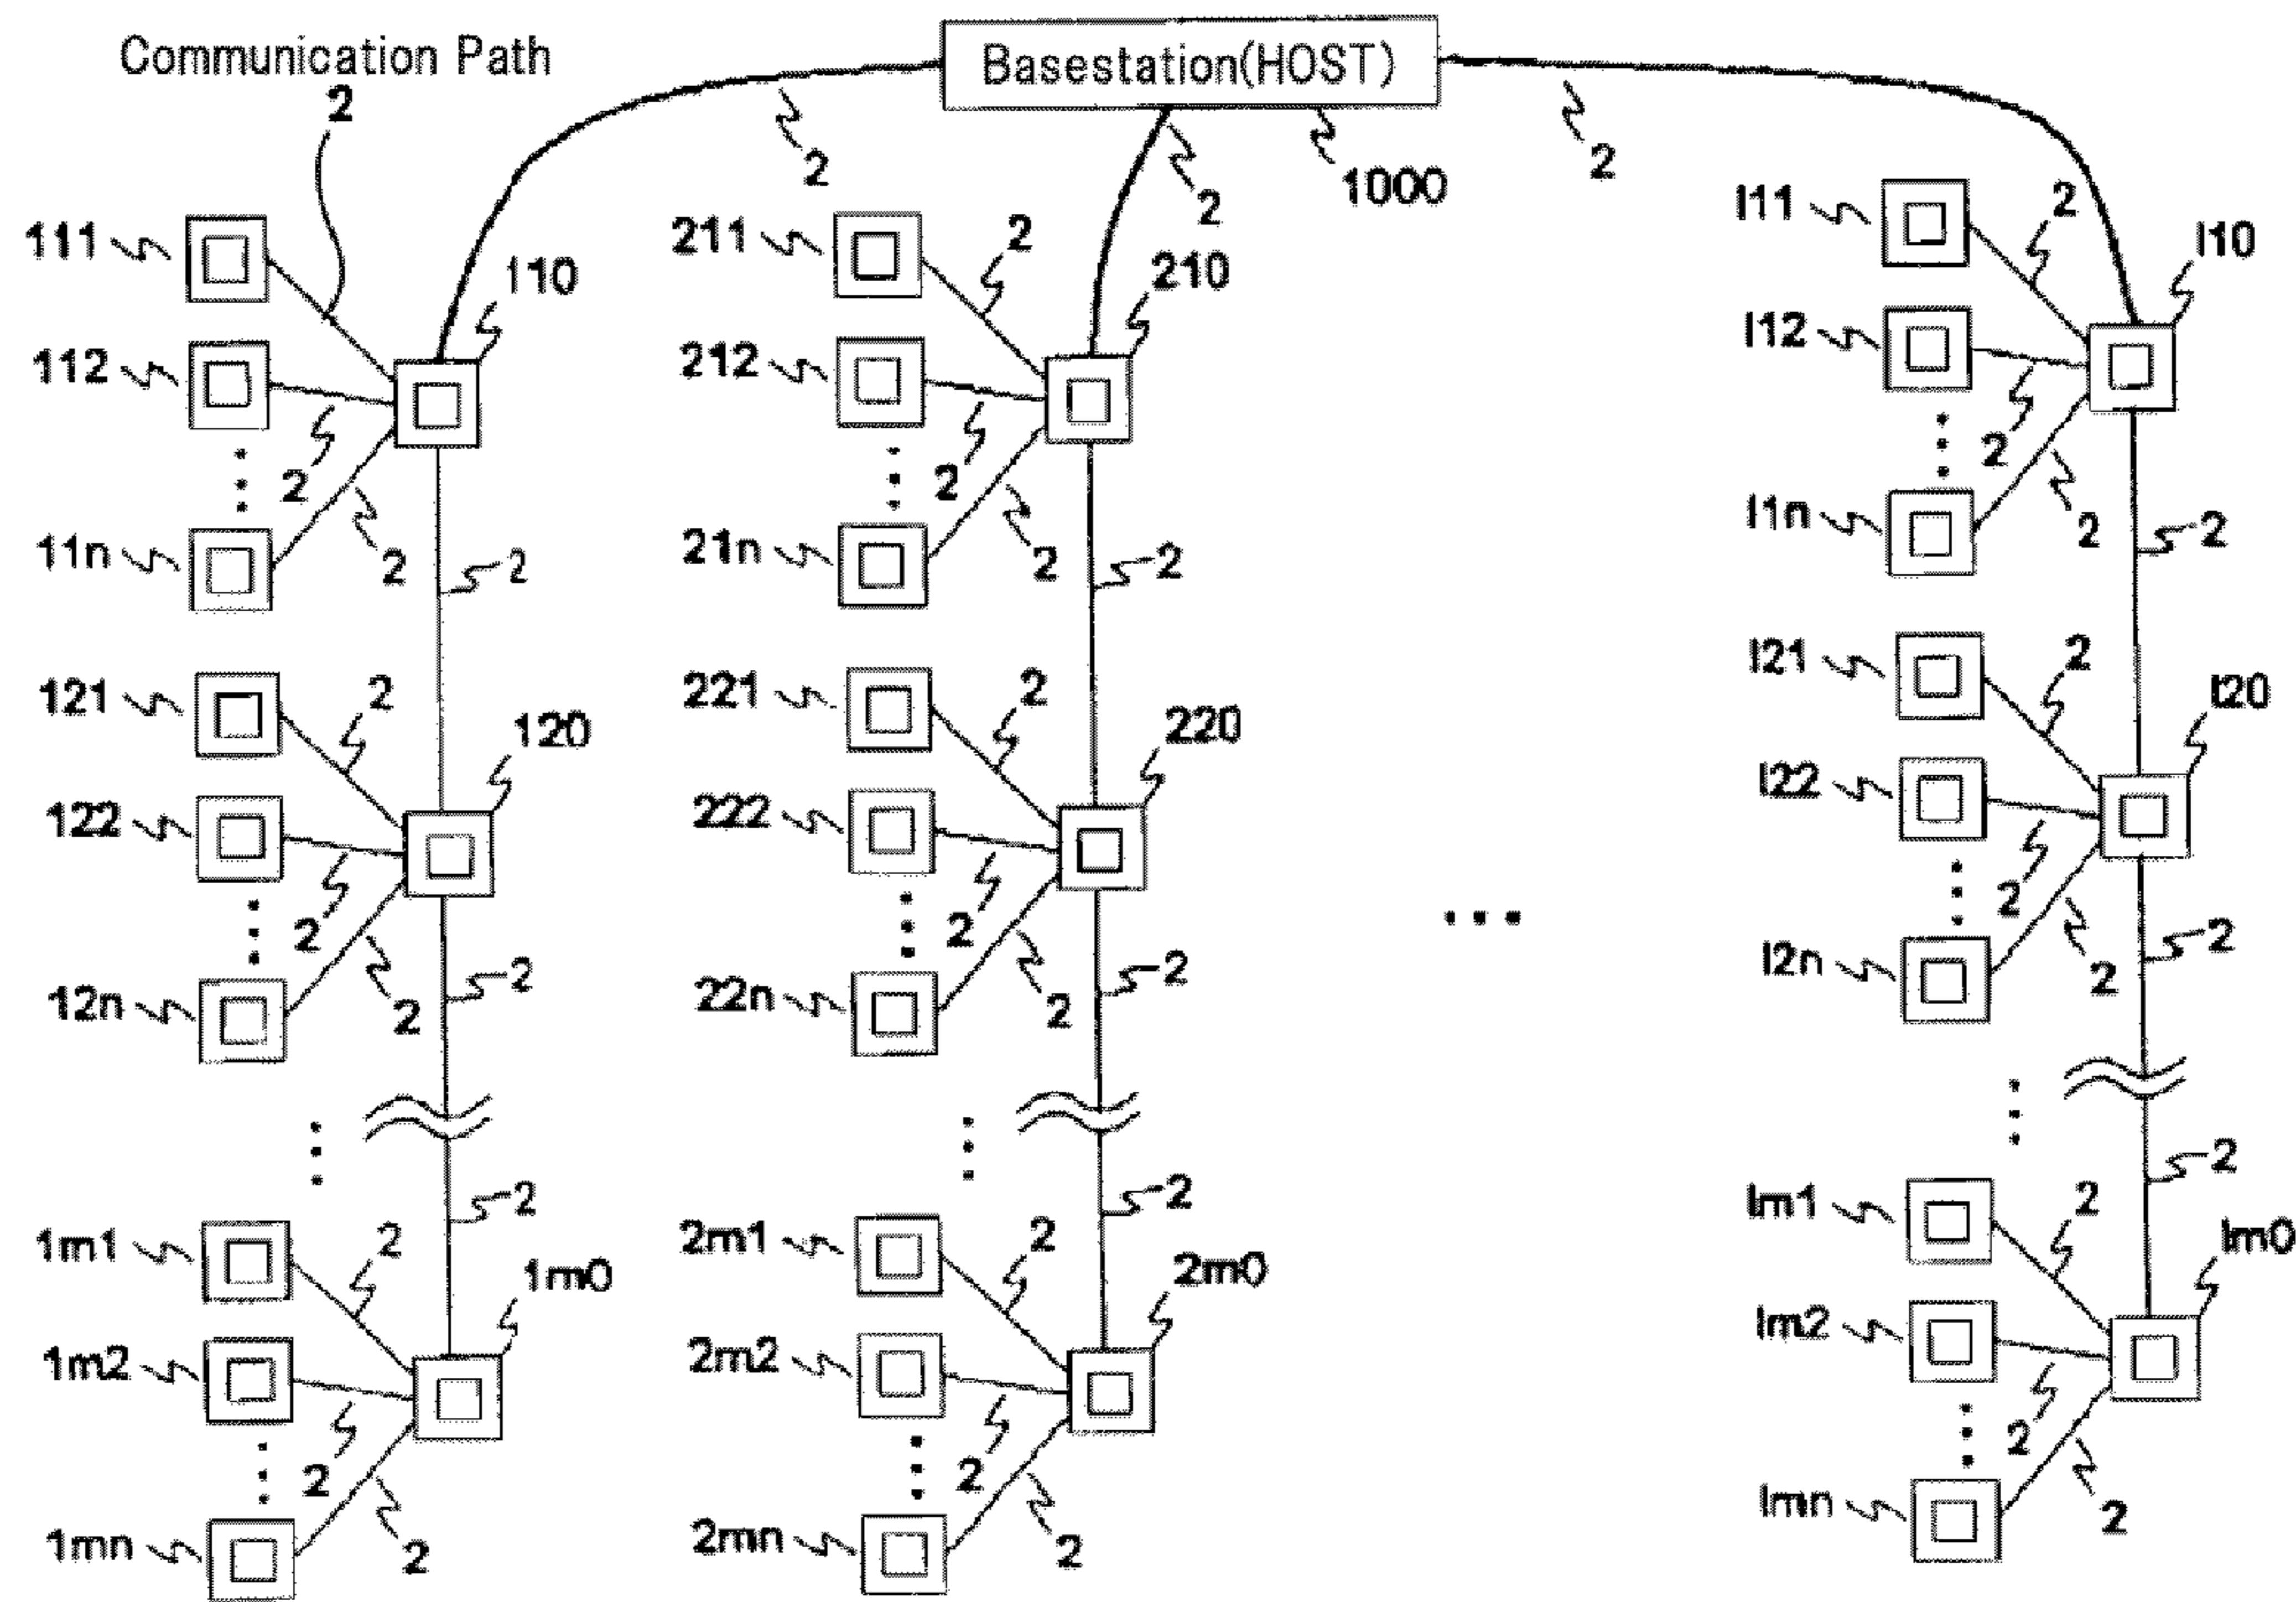 Communication Path
Basestation(HOST)
2
2
2
2
1000
111
2
110
112
2
11n
2
2
121
2
120
122
2
12n
2
2
2
1m1
2
1m0
1m2
2
1mn
2
211
2
210
212
2
21n
2
2
221
2
220
222
2
22n
2
2
2
2m1
2
2m0
2m2
2
2mn
2
...
l11
2
l10
l12
2
l1n
2
2
l21
2
l20
l22
2
l2n
2
2
2
lm1
2
lm0
lm2
2
lmn
2